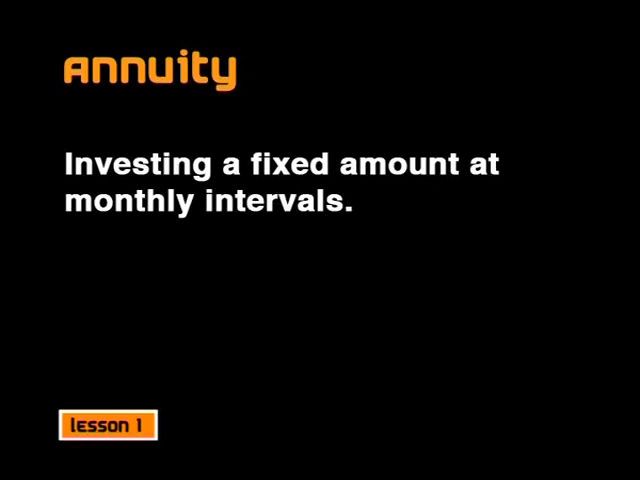 Annuity
Investing a fixed amount at
monthly intervals.
lesson 1